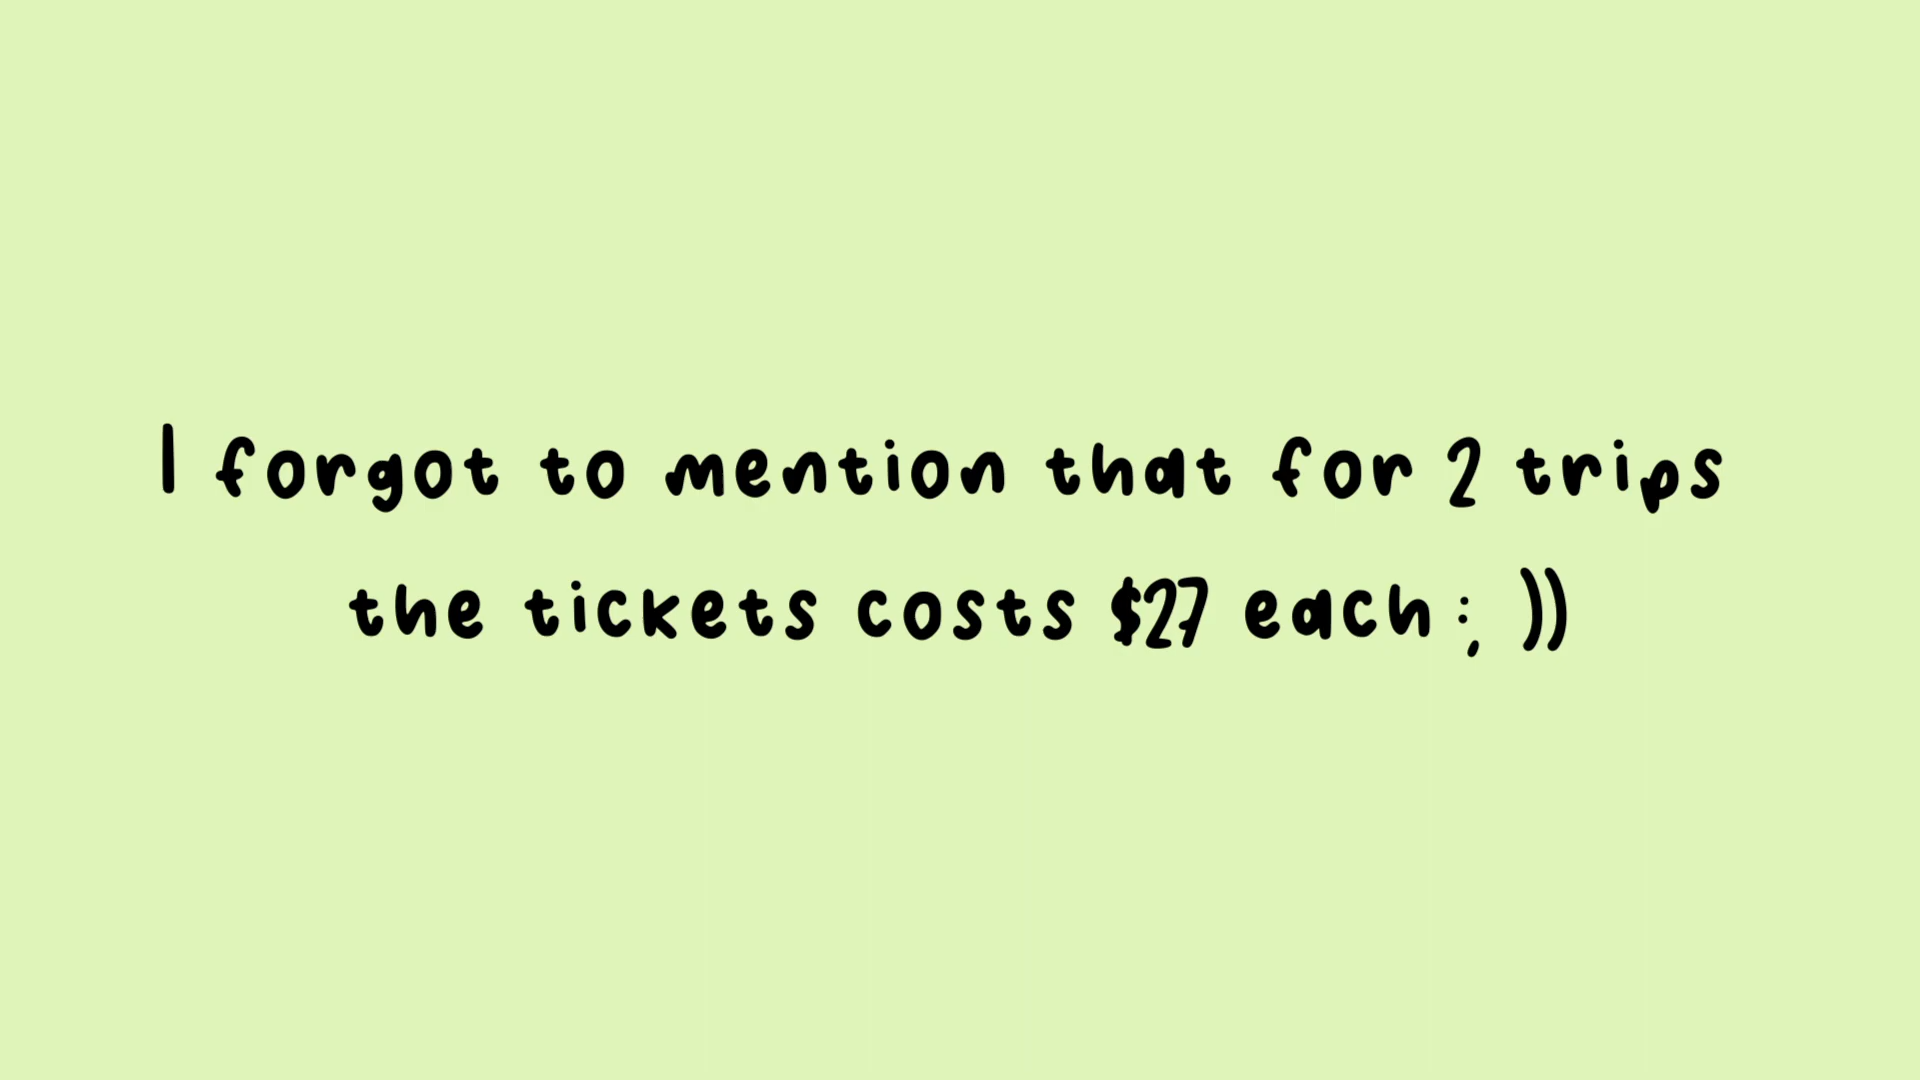 I forgot to mention that for 2 trips
the tickets costs $27 each :, ))